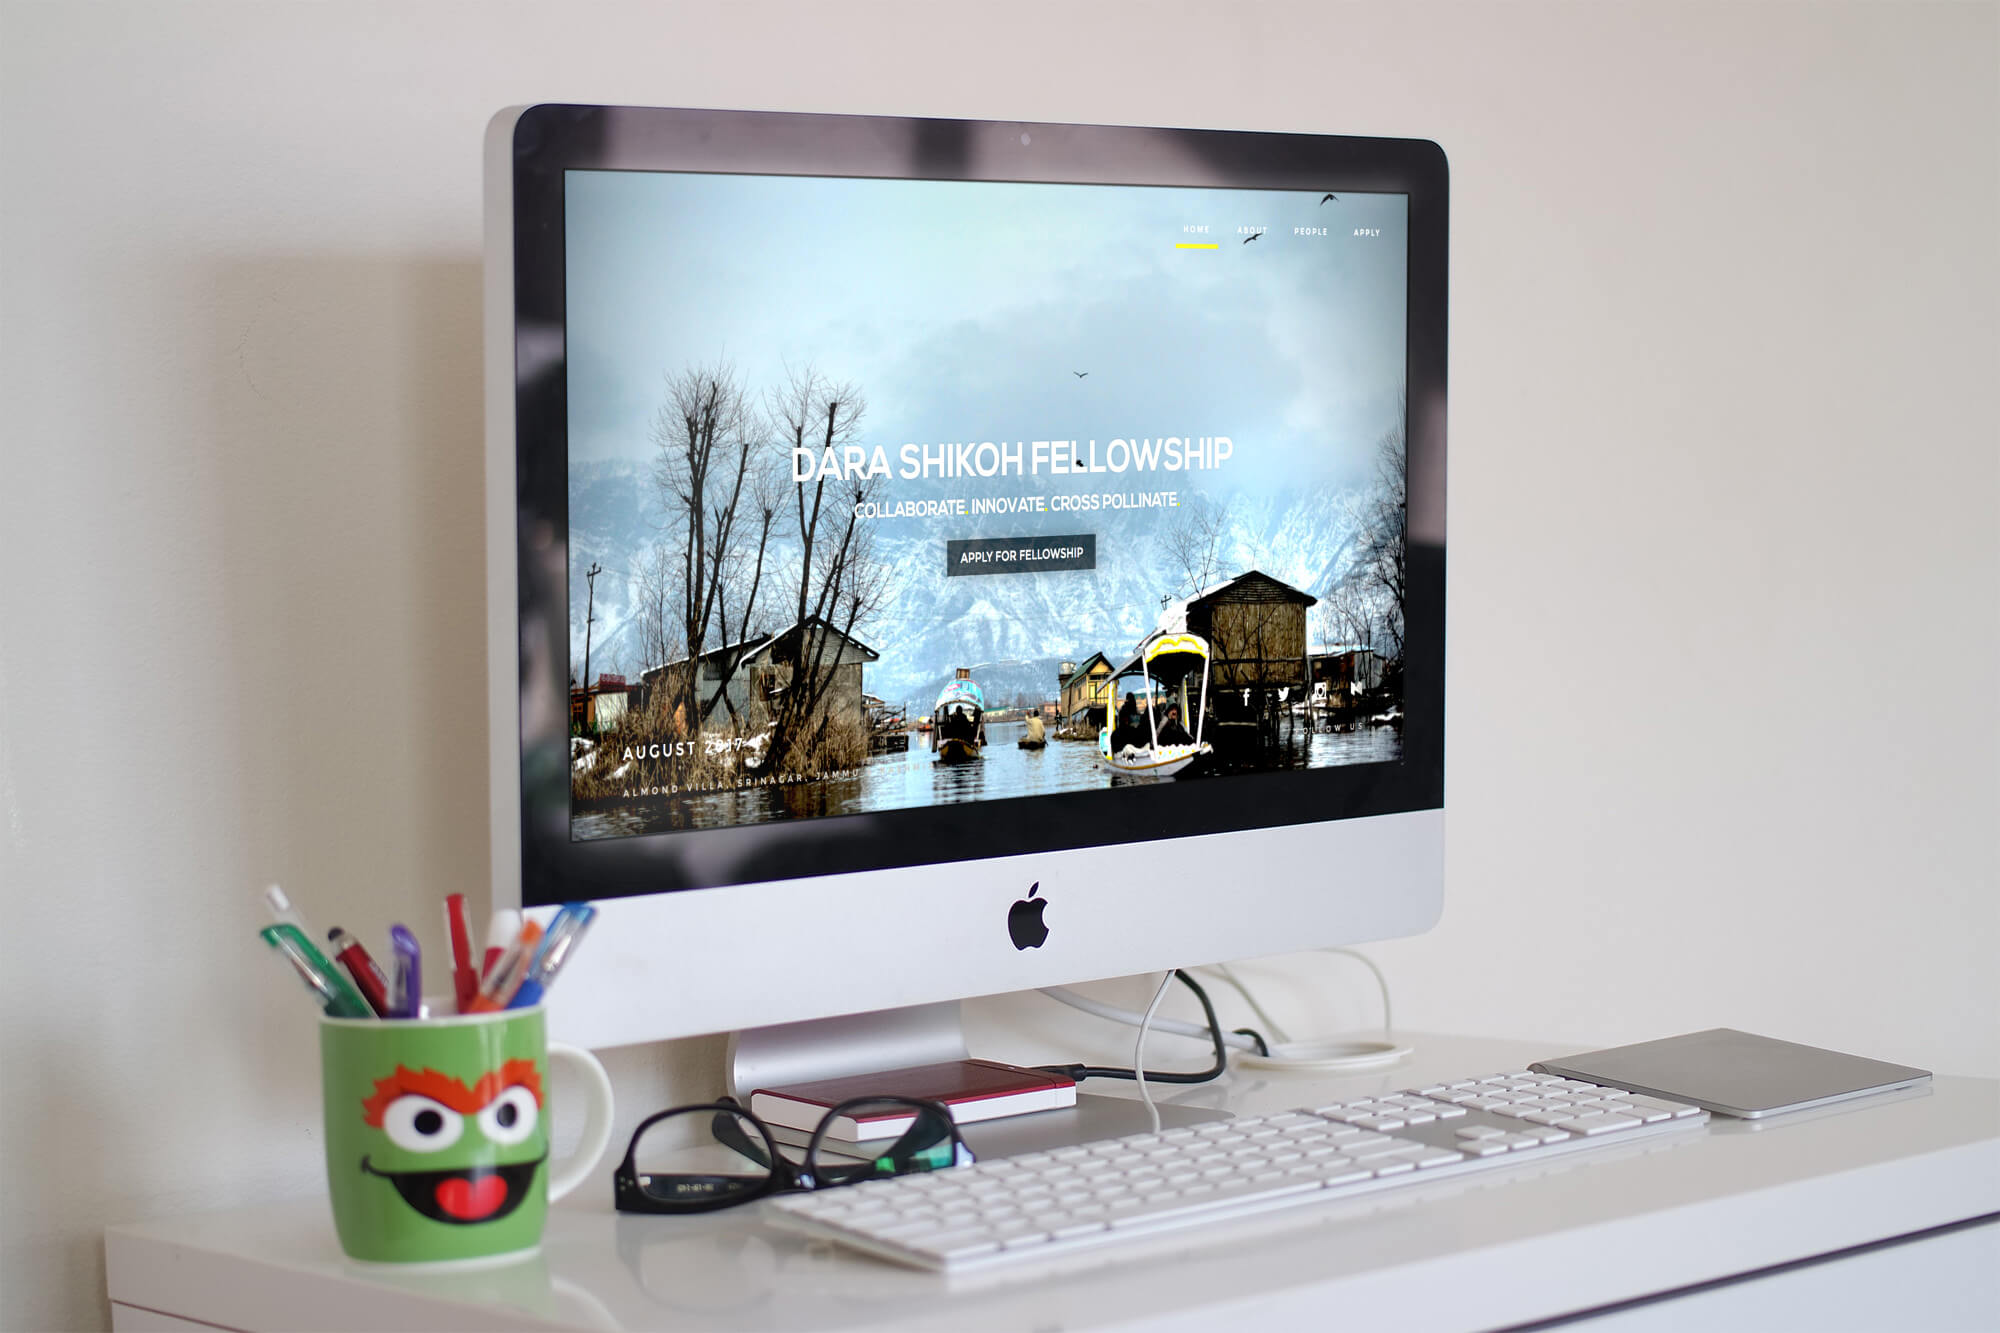 HOME ABOUT PEOPLE APPLY
DARA SHIKOH FELLOWSHIP
COLLABORATE. INNOVATE. CROSS POLLINATE.
APPLY FOR FELLOWSHIP
AUGUST 2017
ALMOND VILLA, SRINAGAR, JAMMU
FOLLOW US